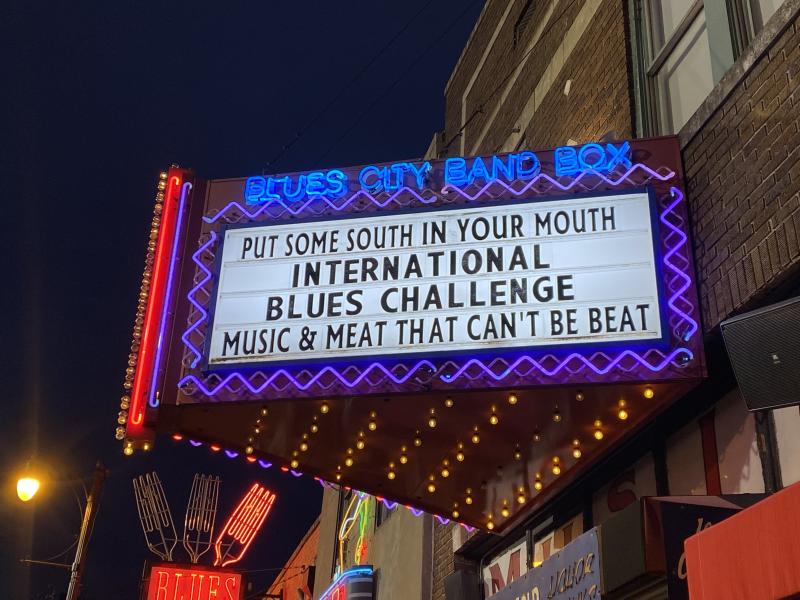 BLUES CITY BAND BOX
PUT SOME SOUTH IN YOUR MOUTH
INTERNATIONAL
BLUES CHALLENGE
MUSIC & MEAT THAT CAN'T BE BEAT
BLUES